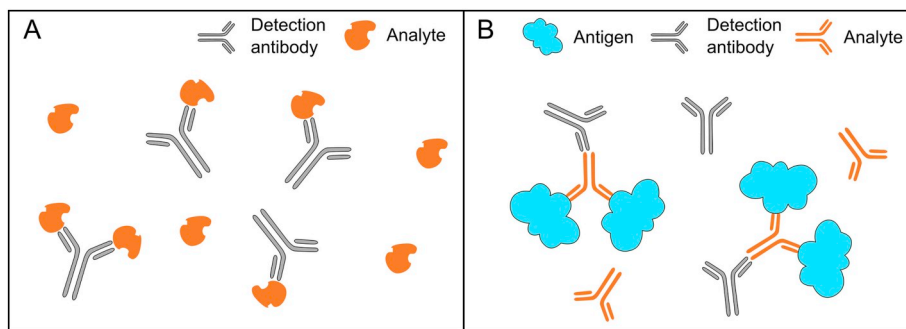 A
Detection
antibody
Analyte
B
Antigen
Detection
antibody
Analyte